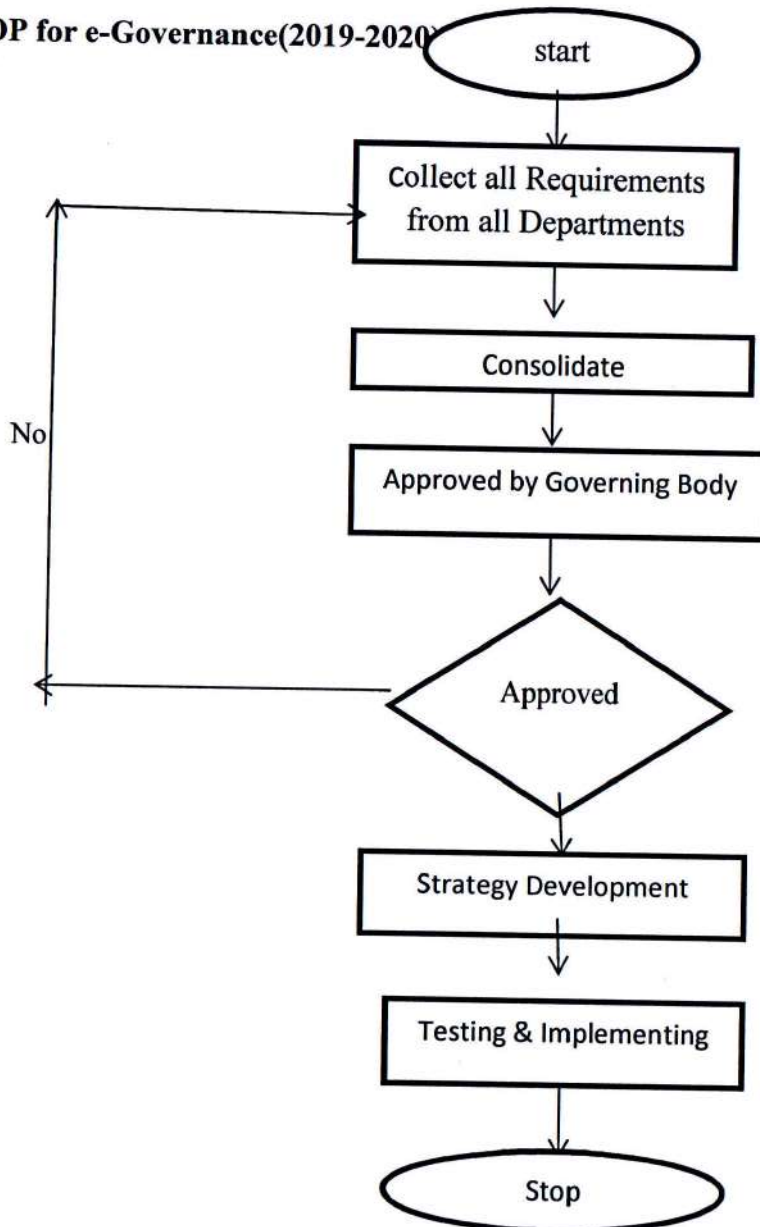 OP for e-Governance(2019-2020)
start
Collect all Requirements
from all Departments
Consolidate
No
Approved by Governing Body
Approved
Strategy Development
Testing & Implementing
Stop